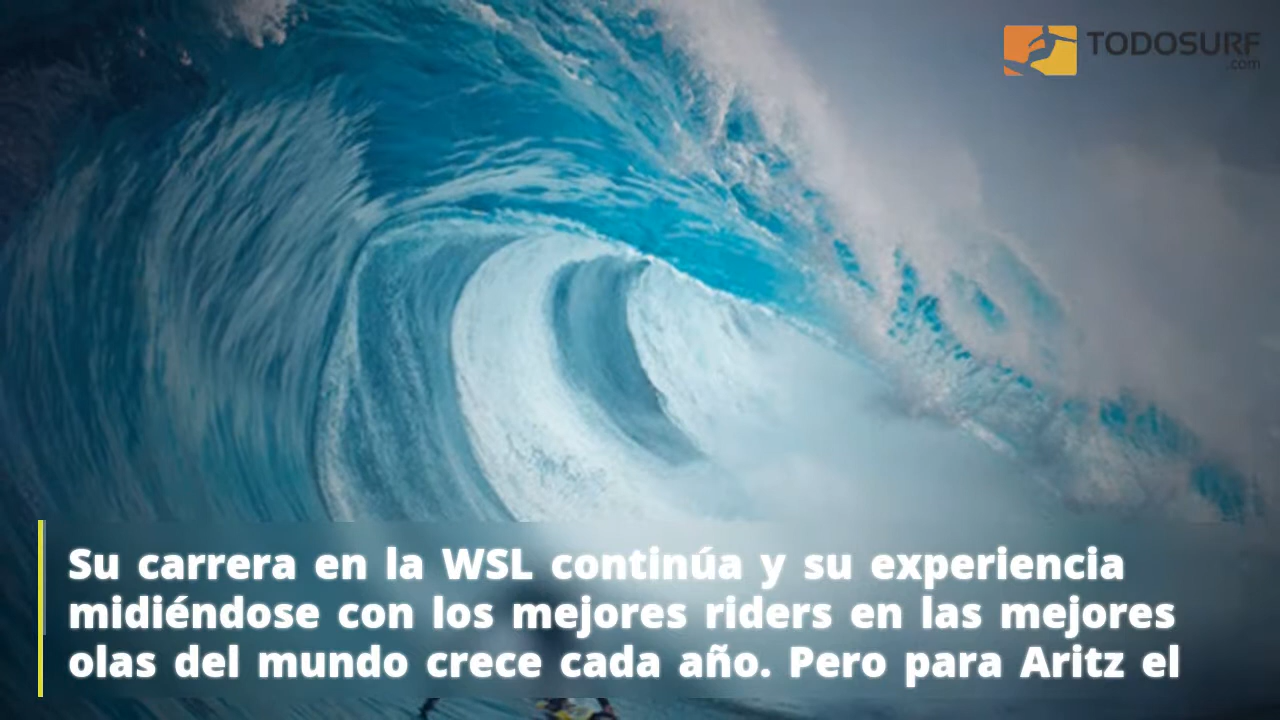 TODOSURF
.com
Su carrera en la WSL continúa y su experiencia
midiéndose con los mejores riders en las mejores
olas del mundo crece cada año. Pero para Aritz el